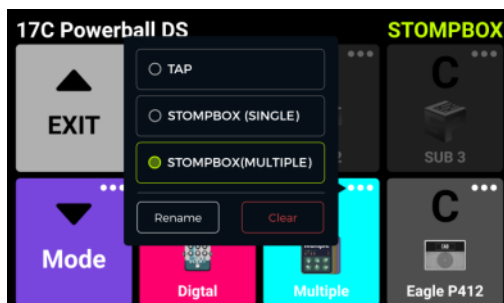 17C Powerball DS
STOMPBOX
TAP
STOMPBOX (SINGLE)
STOMPBOX(MULTIPLE)
Rename
Clear
EXIT
C
SUB 3
Mode
Digtal
Multiple
C
Eagle P412